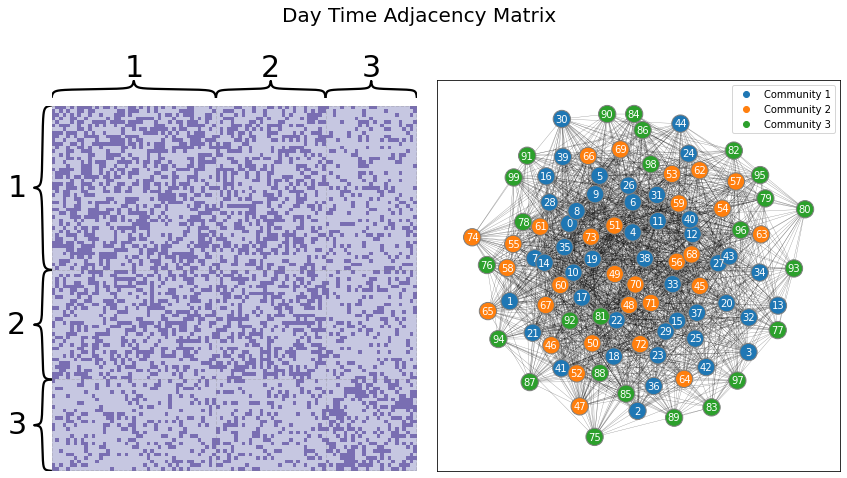 Day Time Adjacency Matrix
1 2 3
1
2
3
Community 1
Community 2
Community 3
30 90 84 44
86
39 66 69 24 82
91 98 53 62
99 16 5 26 57 95
28 9 6 31 59 54 79 80
78 61 8 0 51 4 11 40 96
74 55 35 73 12 63
76 58 7 14 10 19 49 38 56 68 27 43 34 93
60 70 33 45
65 1 67 17 81 48 71 37 20 32 13
92 22 15 77
94 21 46 50 72 29 25 3
41 52 88 18 23 42
87 85 36 64 97
47 2 89 83
75